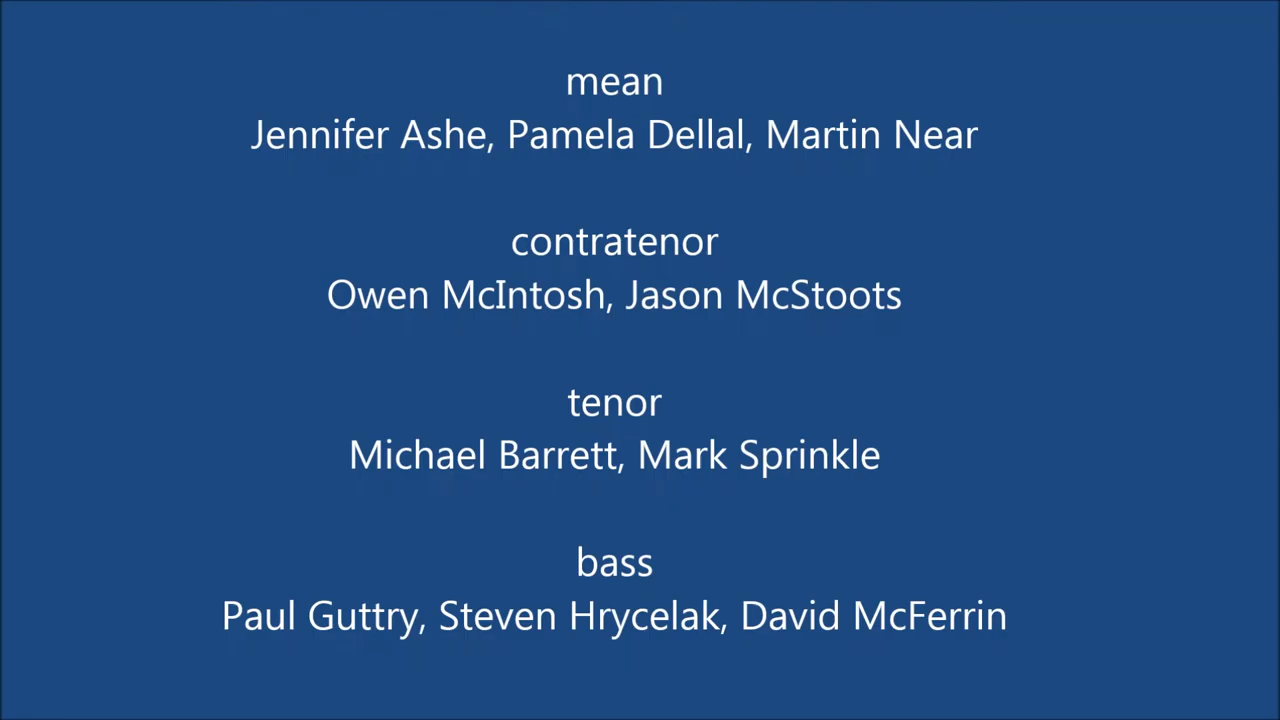 mean
Jennifer Ashe, Pamela Dellal, Martin Near
contratenor
Owen McIntosh, Jason McStoots
tenor
Michael Barrett, Mark Sprinkle
bass
Paul Guttry, Steven Hrycelak, David McFerrin